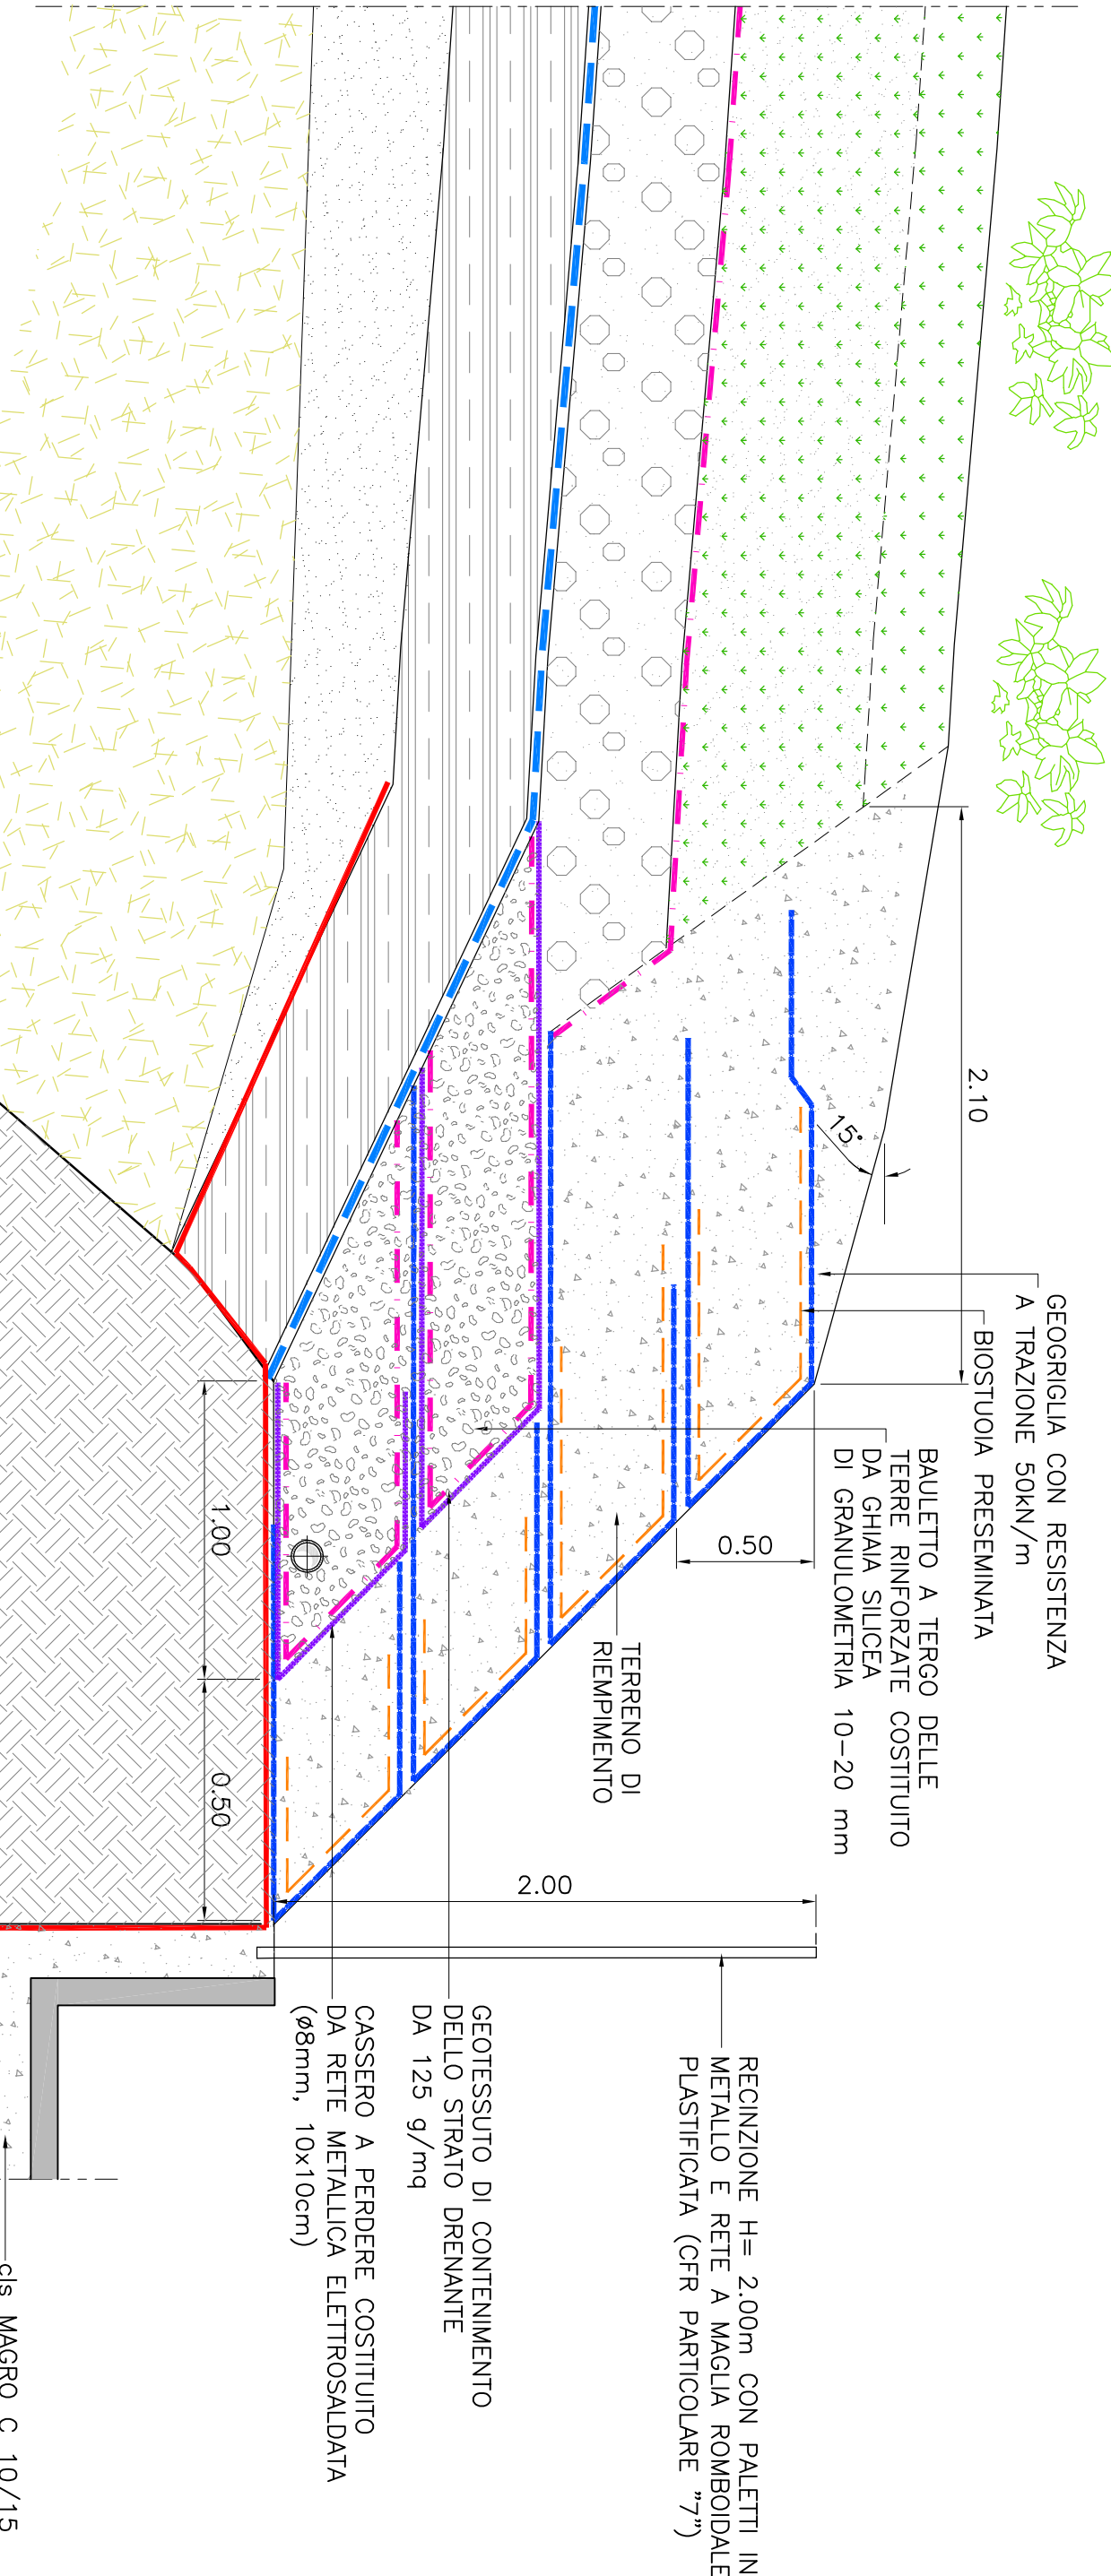 2.10
15°
GEOGRIGLIA CON RESISTENZA
A TRAZIONE 50kN/m
BIOSTUOIA PRESEMINATA
BAULETTO A TERGO DELLE
TERRE RINFORZATE COSTITUITO
DA GHIAIA SILICEA
DI GRANULOMETRIA 10-20 mm
0.50
TERRENO DI
RIEMPIMENTO
1.00
0.50
2.00
RECINZIONE H= 2.00m CON PALETTI IN
METALLO E RETE A MAGLIA ROMBOIDALE
PLASTIFICATA (CFR PARTICOLARE "7")
GEOTESSUTO DI CONTENIMENTO
DELLO STRATO DRENANTE
DA 125 g/mq
CASSERO A PERDERE COSTITUITO
DA RETE METALLICA ELETTROSALDATA
(ø8mm, 10x10cm)
cls MAGRO C 10/15